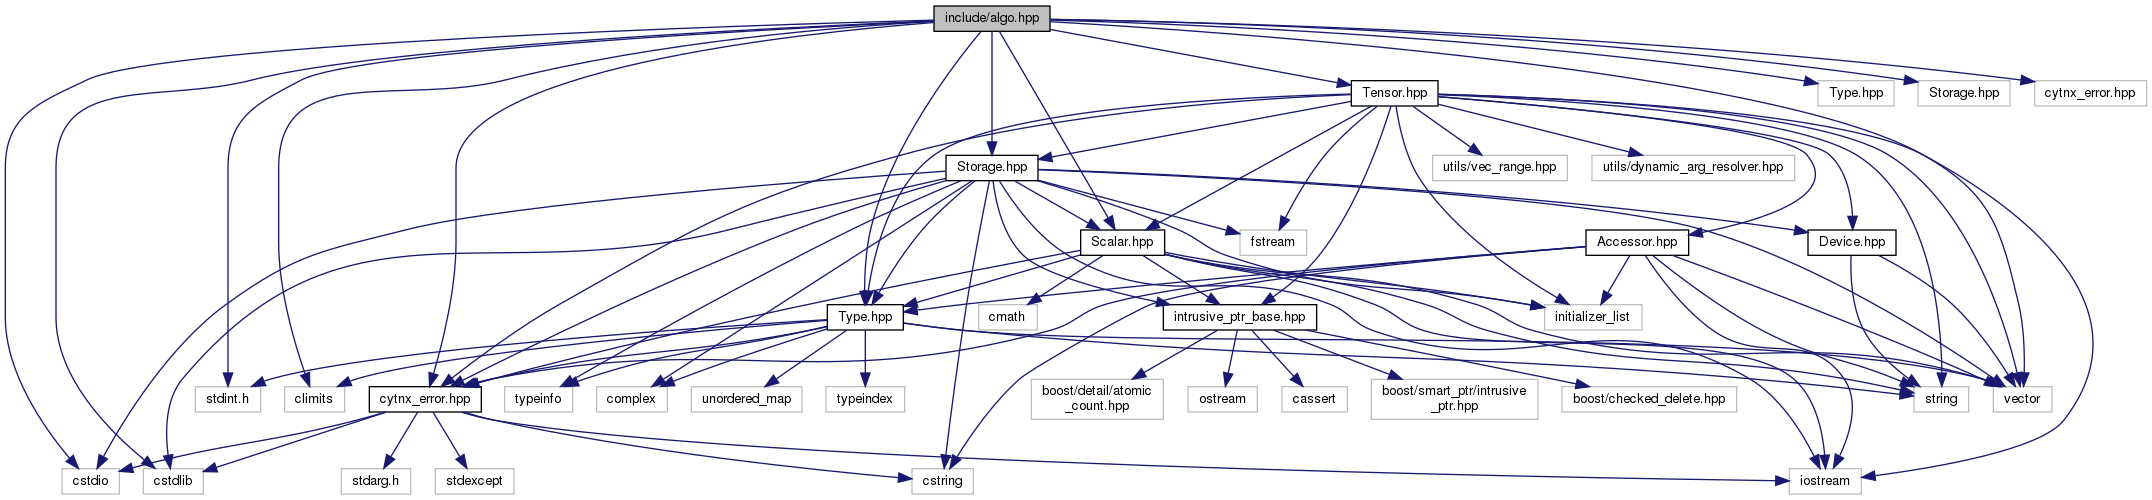 include/algo.hpp
Tensor.hpp
Type.hpp
Storage.hpp
cytnx_error.hpp
Storage.hpp
utils/vec_range.hpp
utils/dynamic_arg_resolver.hpp
Scalar.hpp
fstream
Accessor.hpp
Device.hpp
Type.hpp
cmath
intrusive_ptr_base.hpp
initializer_list
stdint.h
climits
cytnx_error.hpp
typeinfo
complex
unordered_map
typeindex
boost/detail/atomic
_count.hpp
ostream
cassert
boost/smart_ptr/intrusive
_ptr.hpp
boost/checked_delete.hpp
string
vector
cstdio
cstdlib
stdarg.h
stdexcept
cstring
iostream